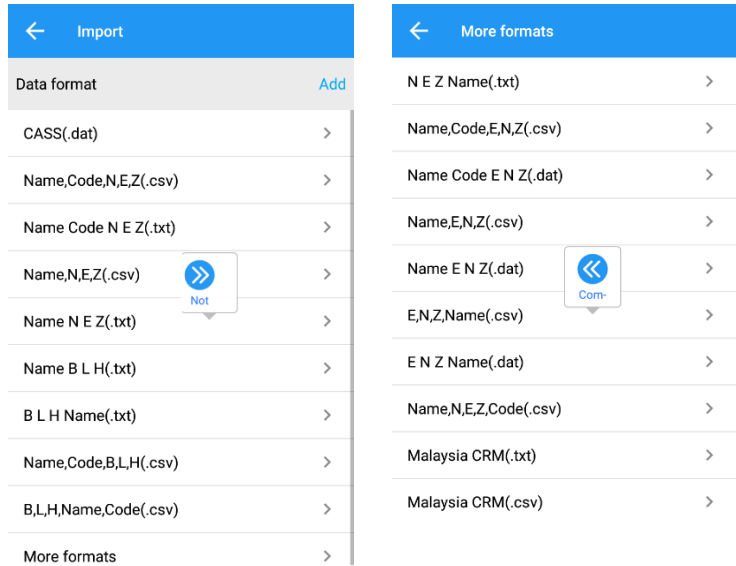 Import
Data format Add
CASS(.dat)
Name,Code,N,E,Z(.csv)
Name Code N E Z(.txt)
Name,N,E,Z(.csv)
Not
Name N E Z(.txt)
Name B L H(.txt)
B L H Name(.txt)
Name,Code,B,L,H(.csv)
B,L,H,Name,Code(.csv)
More formats
More formats
N E Z Name(.txt)
Name,Code,E,N,Z(.csv)
Name Code E N Z(.dat)
Name,E,N,Z(.csv)
Name E N Z(.dat)
Com-
E,N,Z,Name(.csv)
E N Z Name(.dat)
Name,N,E,Z,Code(.csv)
Malaysia CRM(.txt)
Malaysia CRM(.csv)